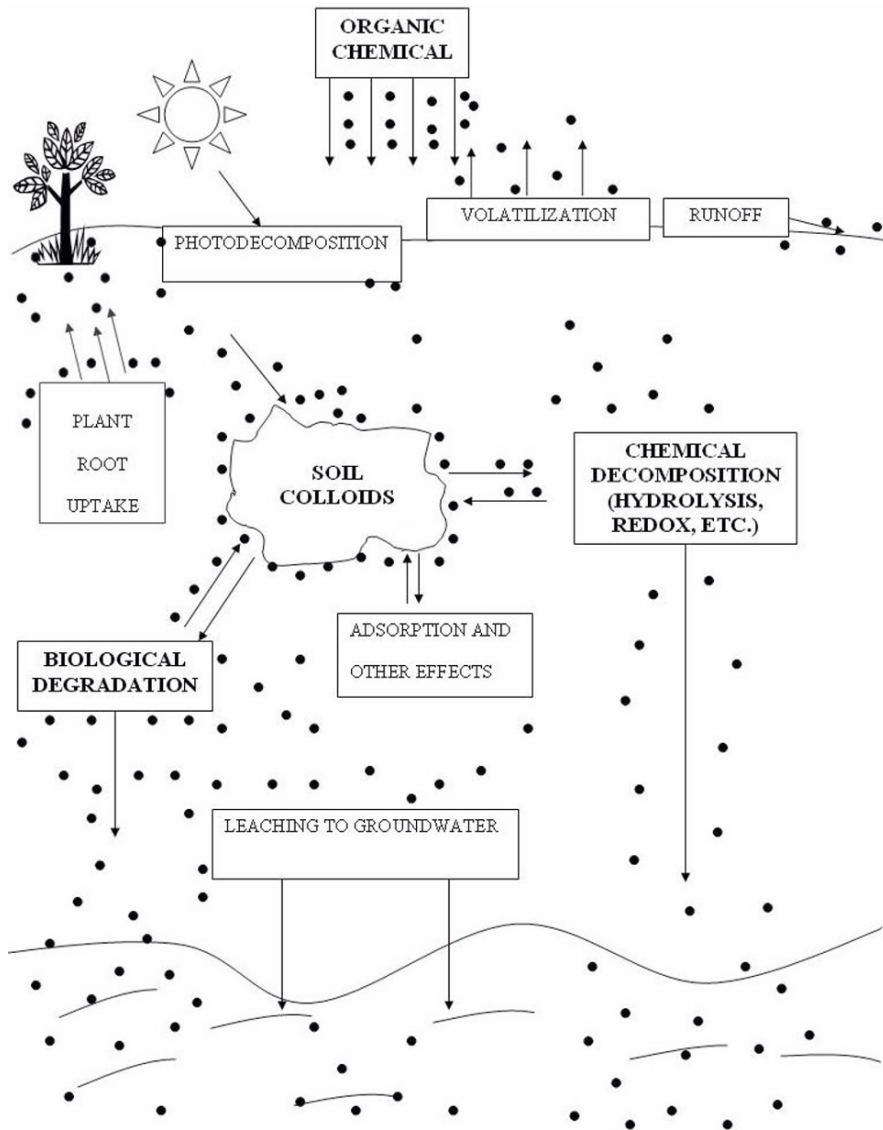 ORGANIC
CHEMICAL
VOLATILIZATION
RUNOFF
PHOTODECOMPOSITION
PLANT
ROOT
UPTAKE
SOIL
COLLOIDS
CHEMICAL
DECOMPOSITION
(HYDROLYSIS,
REDOX, ETC.)
ADSORPTION AND
OTHER EFFECTS
BIOLOGICAL
DEGRADATION
LEACHING TO GROUNDWATER